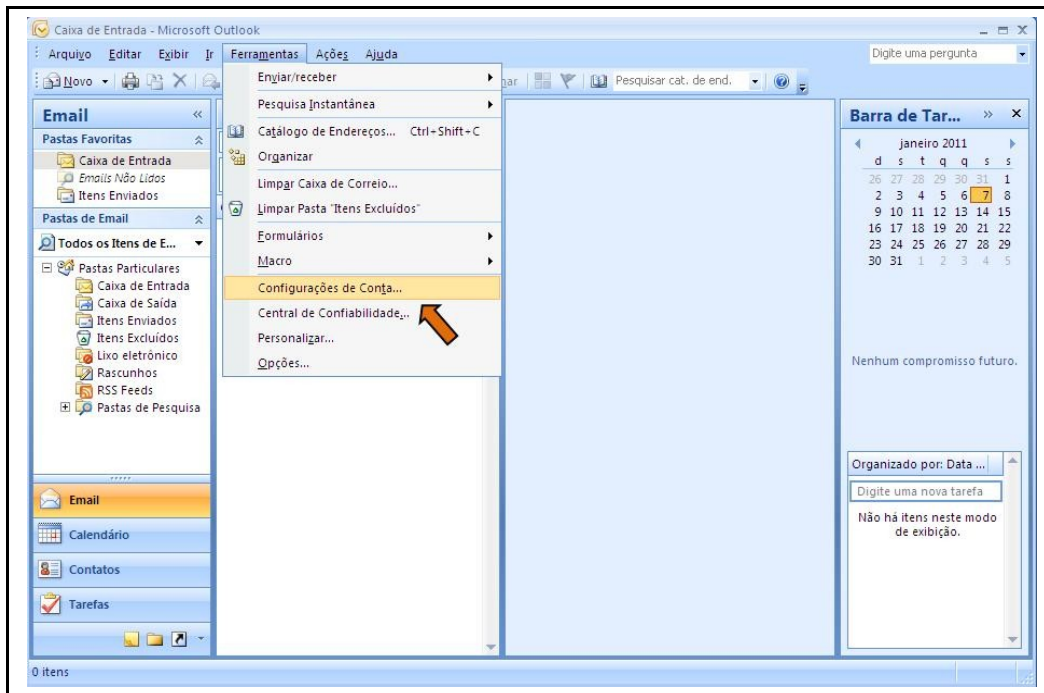 Caixa de Entrada - Microsoft Outlook
Arquivo Editar Exibir Ir Ferramentas Ações Ajuda
Digite uma pergunta
Novo
Pesquisar cat. de end.
Email «
Pastas Favoritas
Caixa de Entrada
Emails Não Lidos
Itens Enviados
Pastas de Email
Todos os Itens de E...
Pastas Particulares
Caixa de Entrada
Caixa de Saída
Itens Enviados
Itens Excluídos
Lixo eletrônico
Rascunhos
RSS Feeds
Pastas de Pesquisa
Email
Calendário
Contatos
Tarefas
Enviar/receber
Pesquisa Instantânea
Catálogo de Endereços... Ctrl+Shift+C
Organizar
Limpar Caixa de Correio...
Limpar Pasta "Itens Excluídos"
Formulários
Macro
Configurações de Conta...
Central de Confiabilidade...
Personalizar...
Opções...
Barra de Tar... »
janeiro 2011
d s t q q s s
26 27 28 29 30 31 1
2 3 4 5 6 7 8
9 10 11 12 13 14 15
16 17 18 19 20 21 22
23 24 25 26 27 28 29
30 31 1 2 3 4 5
Nenhum compromisso futuro.
Organizado por: Data ...
Digite uma nova tarefa
Não há itens neste modo
de exibição.
0 itens